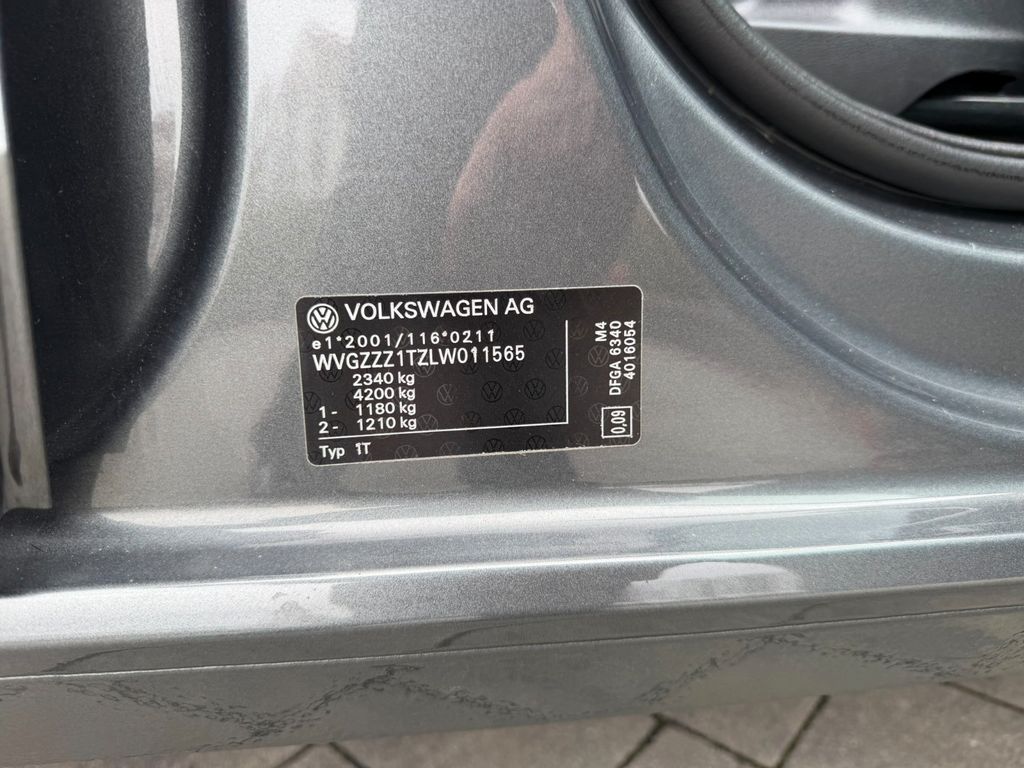 VOLKSWAGEN AG
e1*2001/116*0211
WVGZZZ1TZLW011565
2340 kg
4200 kg
1- 1180 kg
2- 1210 kg
Typ 1T
M4
DFGA 6340
4016054
0,09